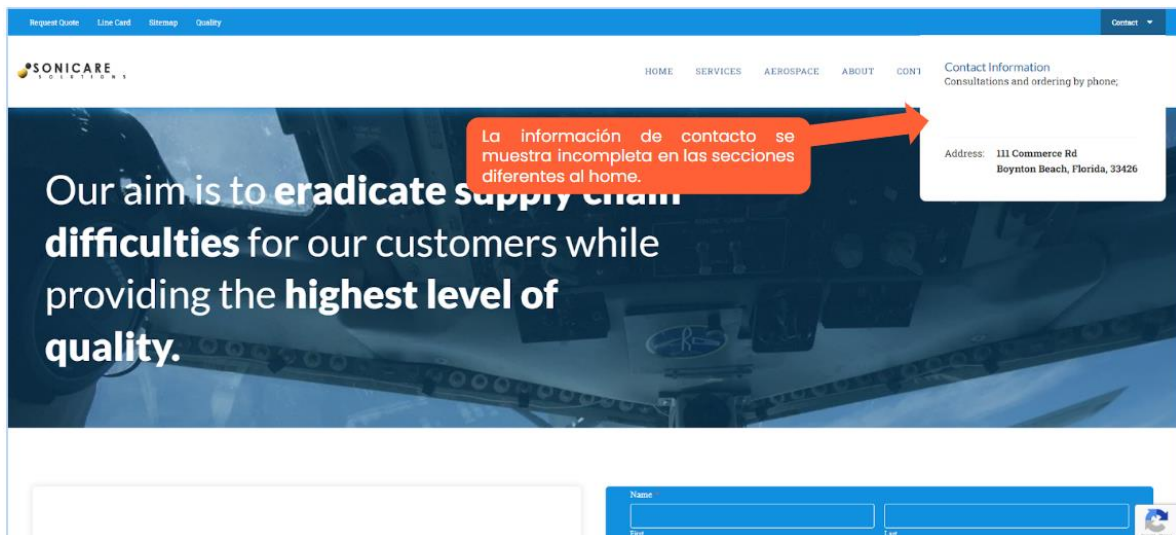 Request Quote Line Card Sitemap Quality Contact
SONICARE
SOLUTIONS
HOME SERVICES AEROSPACE ABOUT CONT
Contact Information
Consultations and ordering by phone;
Address: 111 Commerce Rd
Boynton Beach, Florida, 33426
La información de contacto se
muestra incompleta en las secciones
diferentes al home.
Our aim is to eradicate supply chain
difficulties for our customers while
providing the highest level of
quality.
Name
First Last